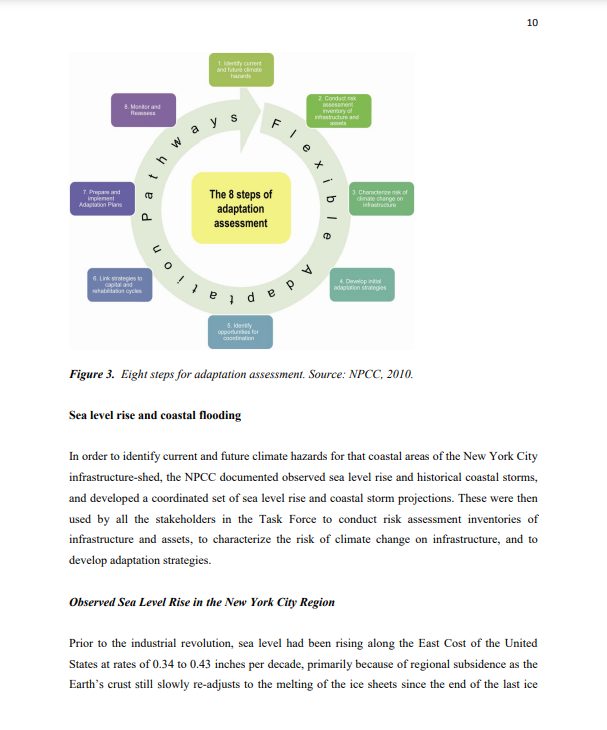 10
1. Identify current
and future climate
hazards
2. Conduct risk
assessment
inventory of
infrastructure and
assets
3. Characterize risk of
climate change on
infrastructure
4. Develop initial
adaptation strategies
5. Identify
opportunities for
coordination
6. Link strategies to
capital and
rehabilitation cycles
7. Prepare and
implement
Adaptation Plans
8. Monitor and
Reassess
Flexible Adaptation Pathways
The 8 steps of
adaptation
assessment
Figure 3. Eight steps for adaptation assessment. Source: NPCC, 2010.
Sea level rise and coastal flooding
In order to identify current and future climate hazards for that coastal areas of the New York City
infrastructure-shed, the NPCC documented observed sea level rise and historical coastal storms,
and developed a coordinated set of sea level rise and coastal storm projections. These were then
used by all the stakeholders in the Task Force to conduct risk assessment inventories of
infrastructure and assets, to characterize the risk of climate change on infrastructure, and to
develop adaptation strategies.
Observed Sea Level Rise in the New York City Region
Prior to the industrial revolution, sea level had been rising along the East Cost of the United
States at rates of 0.34 to 0.43 inches per decade, primarily because of regional subsidence as the
Earth's crust still slowly re-adjusts to the melting of the ice sheets since the end of the last ice